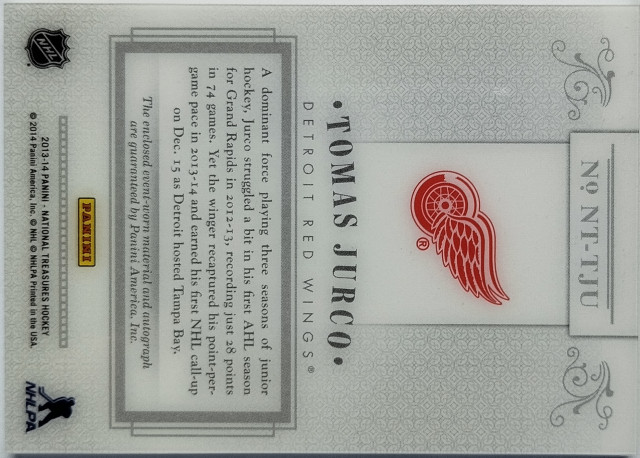 Nº NT-TJU
®
•TOMAS JURCO•
DETROIT RED WINGS®
A dominant force playing three seasons of junior
hockey, Jurco struggled a bit in his first AHL season
for Grand Rapids in 2012-13, recording just 28 points
in 74 games. Yet the winger recaptured his point-per-
game pace in 2013-14 and earned his first NHL call-up
on Dec. 15 as Detroit hosted Tampa Bay.
The enclosed event-worn material and autograph
are guaranteed by Panini America, Inc.
PANINI
NHL
2013-14 PANINI - NATIONAL TREASURES HOCKEY
© 2014 Panini America, Inc. © NHL © NHLPA Printed in the USA.
NHLPA